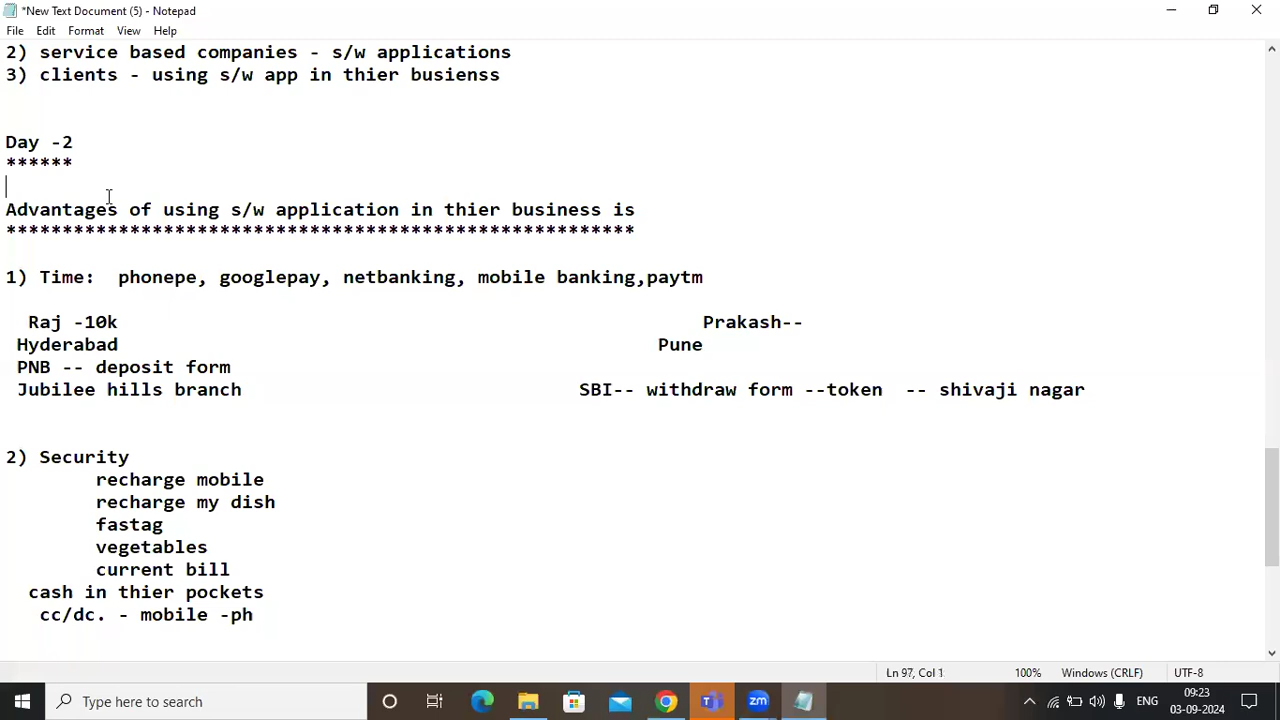 *New Text Document (5) - Notepad
File Edit Format View Help
2) service based companies - s/w applications
3) clients - using s/w app in thier busienss
Day -2
******
Advantages of using s/w application in thier business is
********************************************************
1) Time:  phonepe, googlepay, netbanking, mobile banking,paytm
Raj -10k Prakash--
Hyderabad Pune
PNB -- deposit form
Jubilee hills branch SBI-- withdraw form --token  -- shivaji nagar
2) Security
recharge mobile
recharge my dish
fastag
vegetables
current bill
cash in thier pockets
cc/dc. - mobile -ph
Ln 97, Col 1 100% Windows (CRLF) UTF-8
Type here to search zm ENG 09:23
03-09-2024